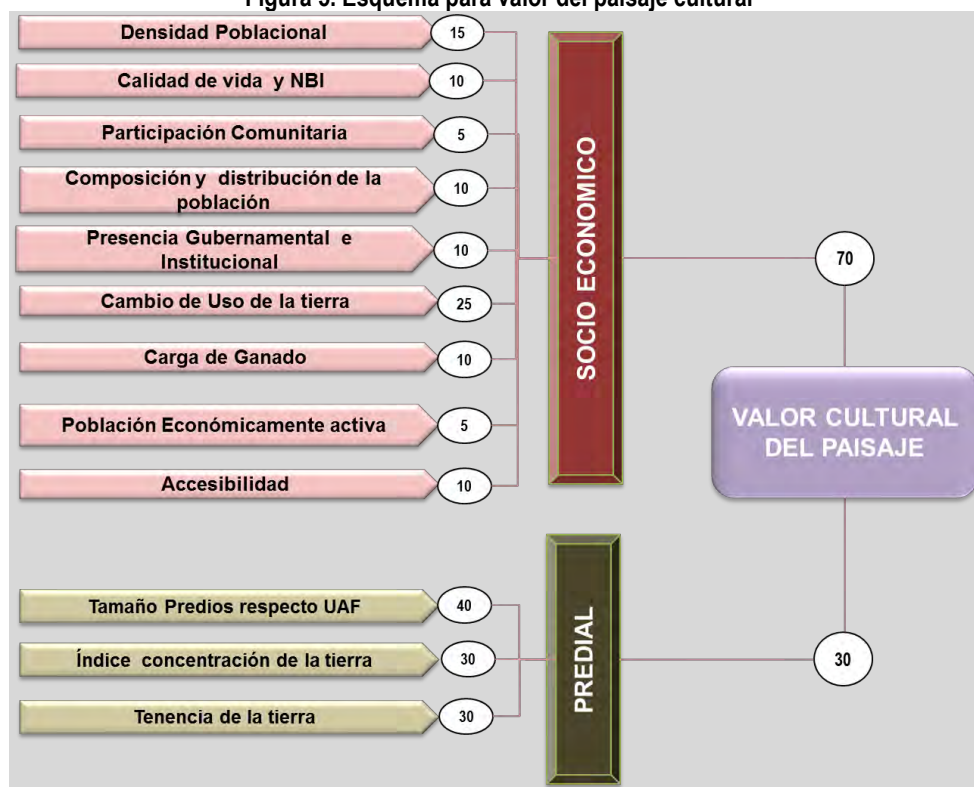 Figura 5. Esquema para valor del paisaje cultural
Densidad Poblacional
15
Calidad de vida y NBI
10
Participación Comunitaria
5
Composición y distribución de la
población
10
Presencia Gubernamental e
Institucional
10
Cambio de Uso de la tierra
25
Carga de Ganado
10
Población Económicamente activa
5
Accesibilidad
10
SOCIO ECONOMICO
70
VALOR CULTURAL
DEL PAISAJE
Tamaño Predios respecto UAF
40
Índice concentración de la tierra
30
Tenencia de la tierra
30
PREDIAL
30